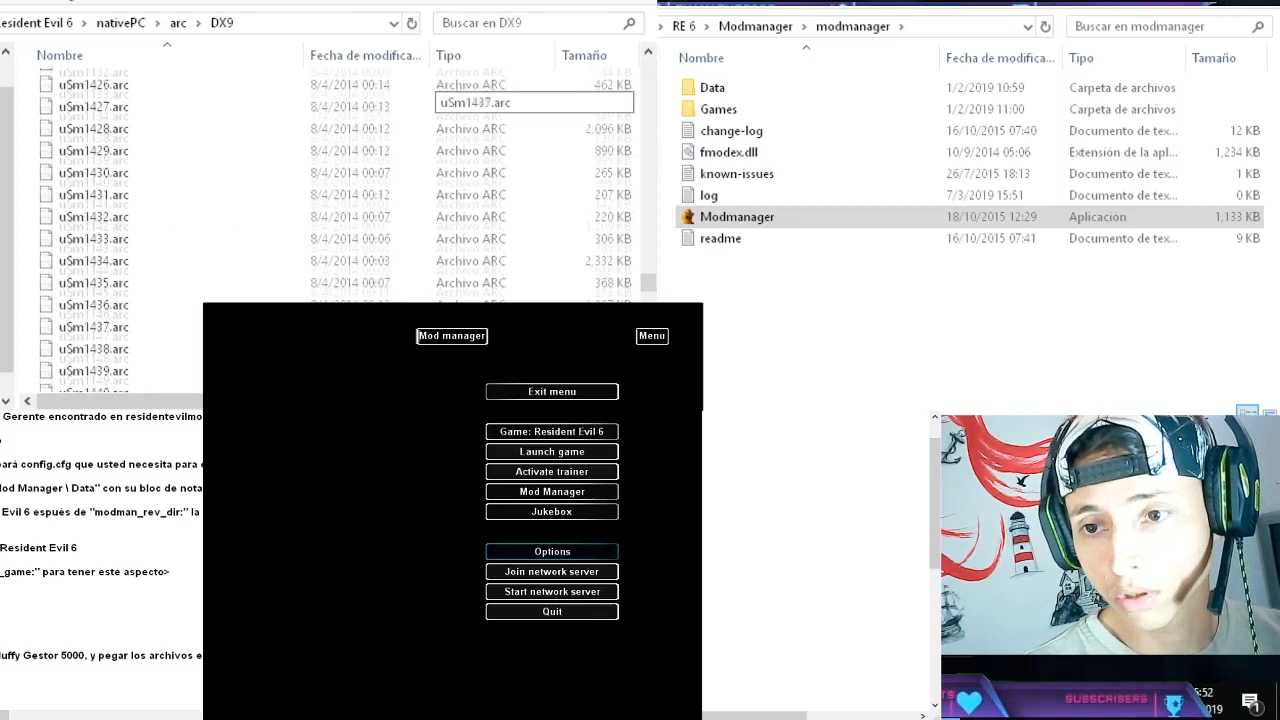 esident Evil 6 > nativePC > arc > DX9
Buscar en DX9
Nombre Fecha de modifica... Tipo Tamaño
uSm1426.arc 8/4/2014 00:14 Archivo ARC 462 KB
uSm1427.arc 8/4/2014 00:13
uSm1437.arc
uSm1428.arc 8/4/2014 00:12 Archivo ARC 2,096 KB
uSm1429.arc 8/4/2014 00:12 Archivo ARC 890 KB
uSm1430.arc 8/4/2014 00:07 Archivo ARC 265 KB
uSm1431.arc 8/4/2014 00:12 Archivo ARC 207 KB
uSm1432.arc 8/4/2014 00:07 Archivo ARC 220 KB
uSm1433.arc 8/4/2014 00:06 Archivo ARC 306 KB
uSm1434.arc 8/4/2014 00:03 Archivo ARC 2,332 KB
uSm1435.arc 8/4/2014 00:07 Archivo ARC 368 KB
uSm1436.arc
uSm1437.arc
uSm1438.arc
uSm1439.arc
RE 6 > Modmanager > modmanager >
Buscar en modmanager
Nombre Fecha de modifica... Tipo Tamaño
Data 1/2/2019 10:59 Carpeta de archivos
Games 1/2/2019 11:00 Carpeta de archivos
change-log 16/10/2015 07:40 Documento de tex... 12 KB
fmodex.dll 10/9/2014 05:06 Extensión de la apl... 1,234 KB
known-issues 26/7/2015 18:13 Documento de tex... 1 KB
log 7/3/2019 15:51 Documento de tex... 0 KB
Modmanager 18/10/2015 12:29 Aplicación 1,133 KB
readme 16/10/2015 07:41 Documento de tex... 9 KB
Gerente encontrado en residentevilmo
eará config.cfg que usted necesita para
Mod Manager \ Data" con su bloc de nota
Evil 6 espués de "modman_rev_dir:" la
Resident Evil 6
_game:" para tener este aspecto>
uffy Gestor 5000, y pegar los archivos e
Mod manager
Menu
Exit menu
Game: Resident Evil 6
Launch game
Activate trainer
Mod Manager
Jukebox
Options
Join network server
Start network server
Quit
SUBSCRIBERS
:52
2019
1